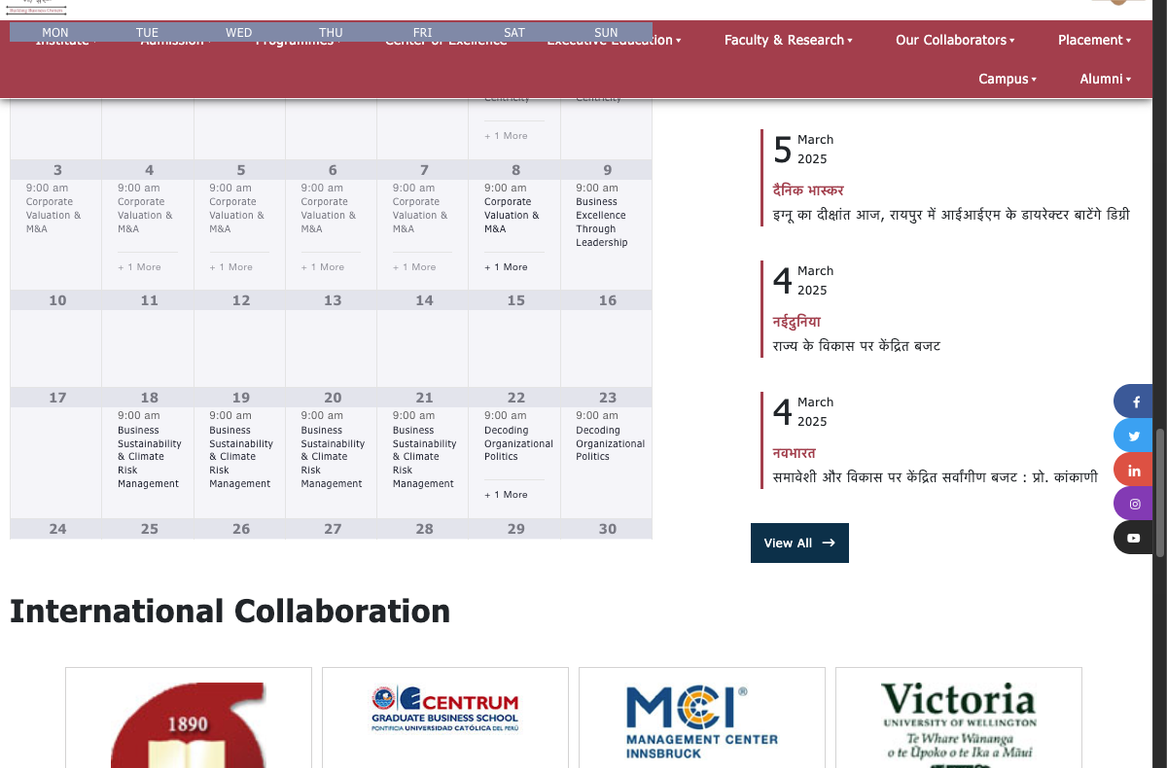 MON TUE WED THU FRI SAT SUN
Institute Admission Programmes Center of Excellence Executive Education Faculty & Research Our Collaborators Placement
Campus Alumni
Centricity Centricity
+ 1 More
3 4 5 6 7 8 9
9:00 am
Corporate
Valuation &
M&A
9:00 am
Corporate
Valuation &
M&A
+ 1 More
9:00 am
Corporate
Valuation &
M&A
+ 1 More
9:00 am
Corporate
Valuation &
M&A
+ 1 More
9:00 am
Corporate
Valuation &
M&A
+ 1 More
9:00 am
Corporate
Valuation &
M&A
+ 1 More
9:00 am
Business
Excellence
Through
Leadership
10 11 12 13 14 15 16
17 18 19 20 21 22 23
9:00 am
Business
Sustainability
& Climate
Risk
Management
9:00 am
Business
Sustainability
& Climate
Risk
Management
9:00 am
Business
Sustainability
& Climate
Risk
Management
9:00 am
Business
Sustainability
& Climate
Risk
Management
9:00 am
Decoding
Organizational
Politics
+ 1 More
9:00 am
Decoding
Organizational
Politics
24 25 26 27 28 29 30
5 March
2025
दैनिक भास्कर
इग्नू का दीक्षांत आज, रायपुर में आईआईएम के डायरेक्टर बाटेंगे डिग्री
4 March
2025
नईदुनिया
राज्य के विकास पर केंद्रित बजट
4 March
2025
नवभारत
समावेशी और विकास पर केंद्रित सर्वांगीण बजट : प्रो. कांकाणी
View All →
International Collaboration
1890
CENTRUM
GRADUATE BUSINESS SCHOOL
PONTIFICIA UNIVERSIDAD CATÓLICA DEL PERÚ
MCI®
MANAGEMENT CENTER
INNSBRUCK
Victoria
UNIVERSITY OF WELLINGTON
Te Whare Wānanga
o te Ūpoko o te Ika a Māui